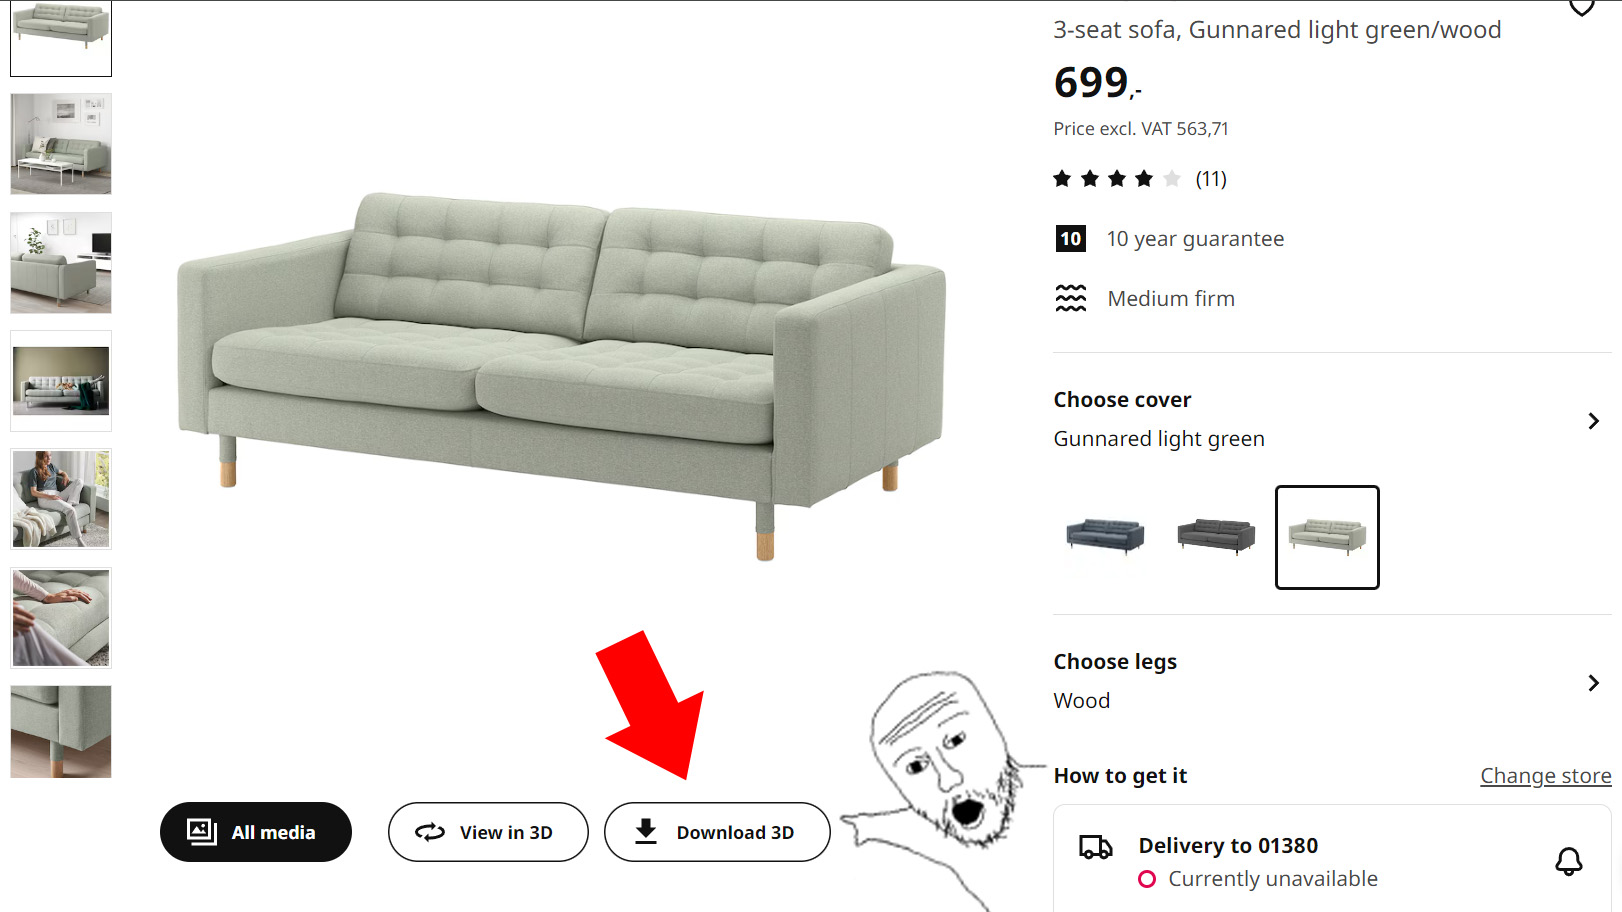 3-seat sofa, Gunnared light green/wood
699,-
Price excl. VAT 563,71
(11)
10 10 year guarantee
Medium firm
Choose cover
Gunnared light green
Choose legs
Wood
How to get it Change store
Delivery to 01380
Currently unavailable
All media View in 3D Download 3D